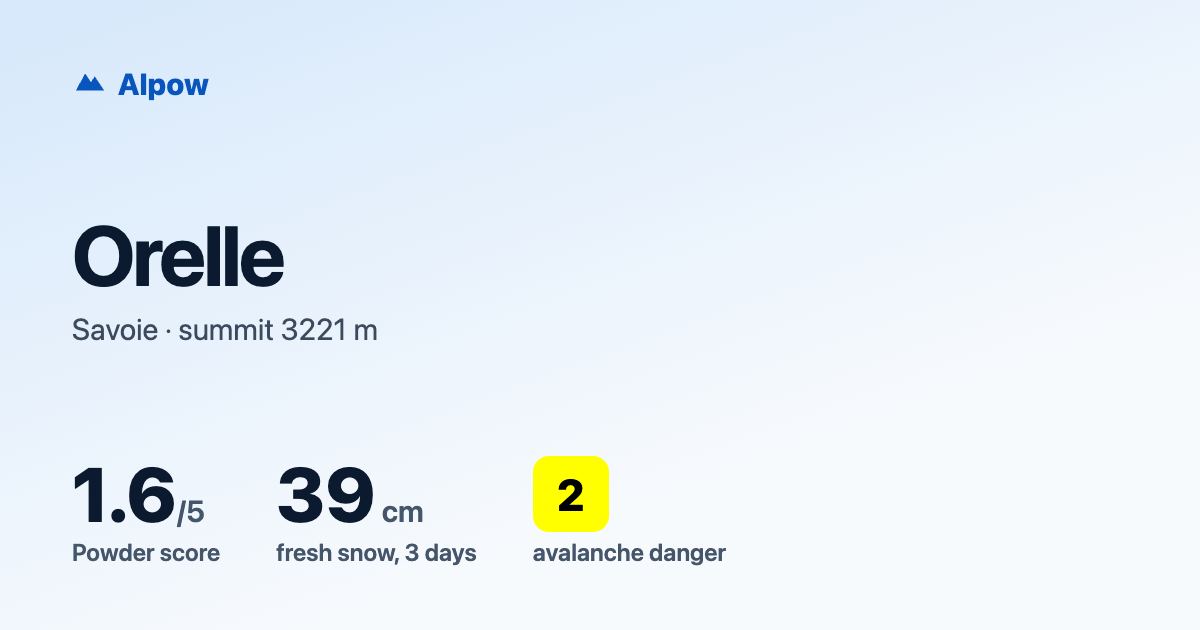 Alpow
Orelle
Savoie · summit 3221 m
1.6/5
Powder score
39 cm
fresh snow, 3 days
2
avalanche danger